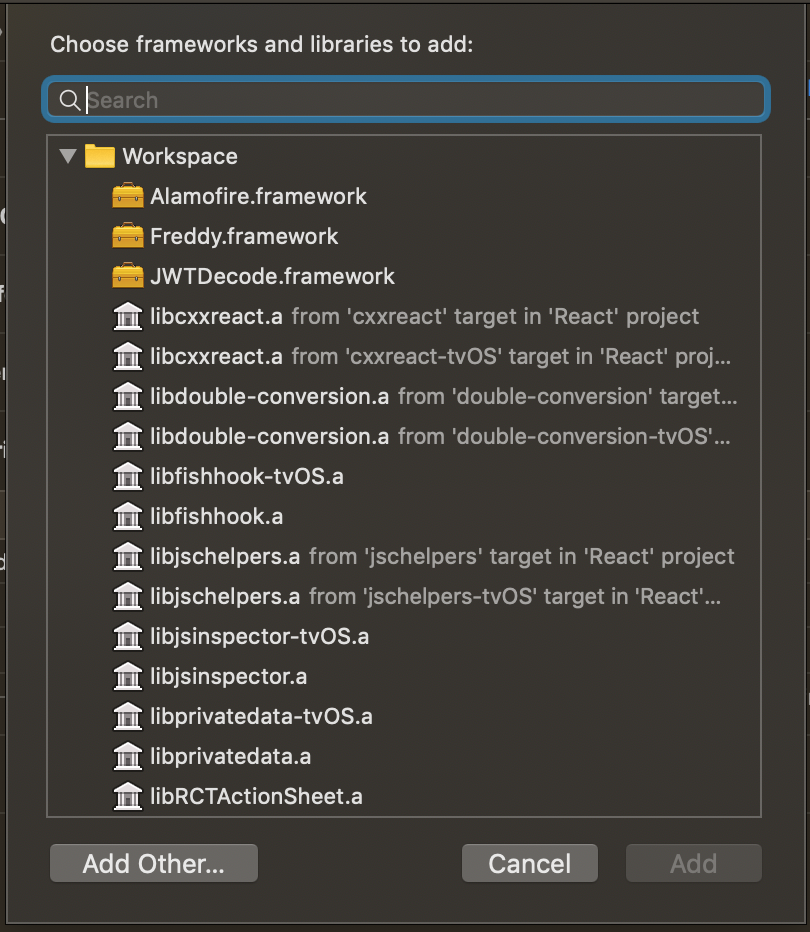 Choose frameworks and libraries to add:
Search
Workspace
Alamofire.framework
Freddy.framework
JWTDecode.framework
libcxxreact.a from 'cxxreact' target in 'React' project
libcxxreact.a from 'cxxreact-tvOS' target in 'React' proj...
libdouble-conversion.a from 'double-conversion' target...
libdouble-conversion.a from 'double-conversion-tvOS'...
libfishhook-tvOS.a
libfishhook.a
libjschelpers.a from 'jschelpers' target in 'React' project
libjschelpers.a from 'jschelpers-tvOS' target in 'React'...
libjsinspector-tvOS.a
libjsinspector.a
libprivatedata-tvOS.a
libprivatedata.a
libRCTActionSheet.a
Add Other... Cancel Add